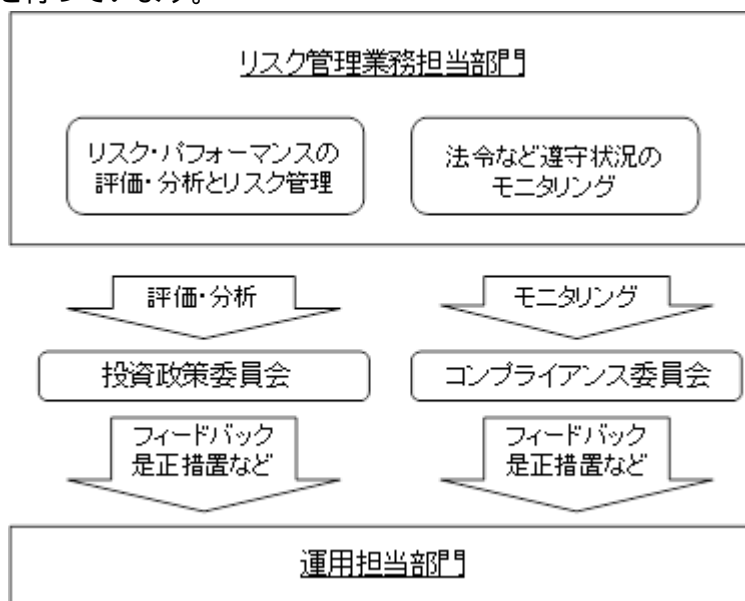 を行っています。
リスク管理業務担当部門
リスク・パフォーマンスの
評価・分析とリスク管理
法令など遵守状況の
モニタリング
評価・分析
モニタリング
投資政策委員会
コンプライアンス委員会
フィードバック
是正措置など
フィードバック
是正措置など
運用担当部門